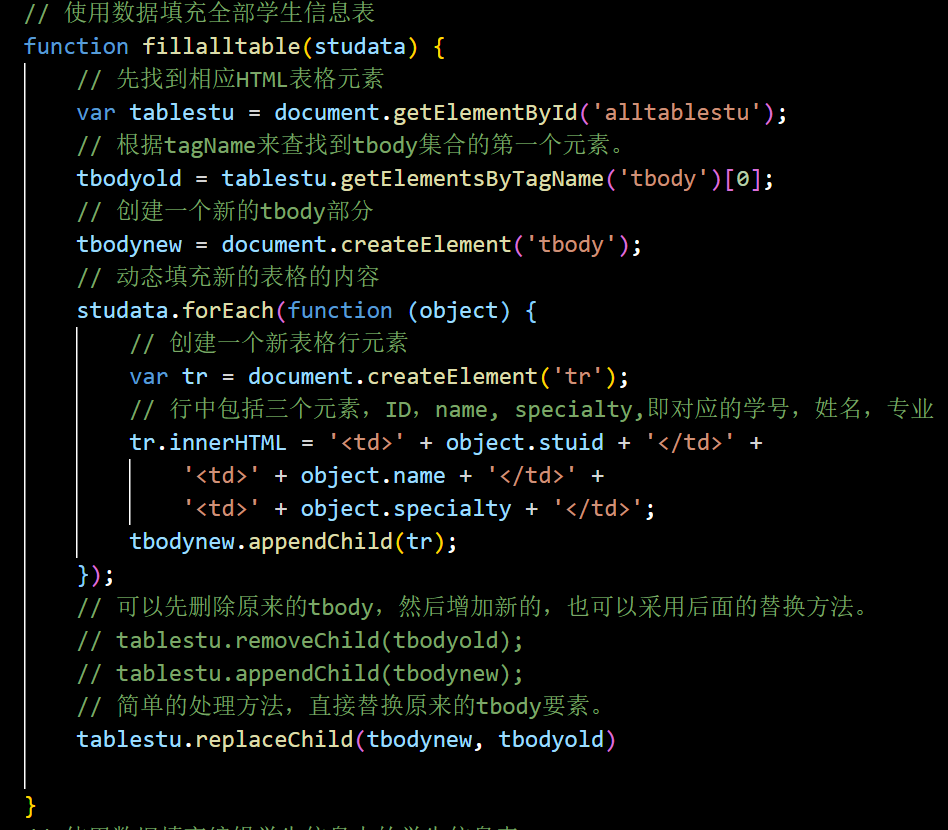 // 使用数据填充全部学生信息表
function fillalltable(studata) {
// 先找到相应HTML表格元素
var tablestu = document.getElementById('alltablestu');
// 根据tagName来查找到tbody集合的第一个元素。
tbodyold = tablestu.getElementsByTagName('tbody')[0];
// 创建一个新的tbody部分
tbodynew = document.createElement('tbody');
// 动态填充新的表格的内容
studata.forEach(function (object) {
// 创建一个新表格行元素
var tr = document.createElement('tr');
// 行中包括三个元素，ID，name, specialty,即对应的学号，姓名，专业
tr.innerHTML = '<td>' + object.stuid + '</td>' +
'<td>' + object.name + '</td>' +
'<td>' + object.specialty + '</td>';
tbodynew.appendChild(tr);
});
// 可以先删除原来的tbody，然后增加新的，也可以采用后面的替换方法。
// tablestu.removeChild(tbodyold);
// tablestu.appendChild(tbodynew);
// 简单的处理方法，直接替换原来的tbody要素。
tablestu.replaceChild(tbodynew, tbodyold)
}